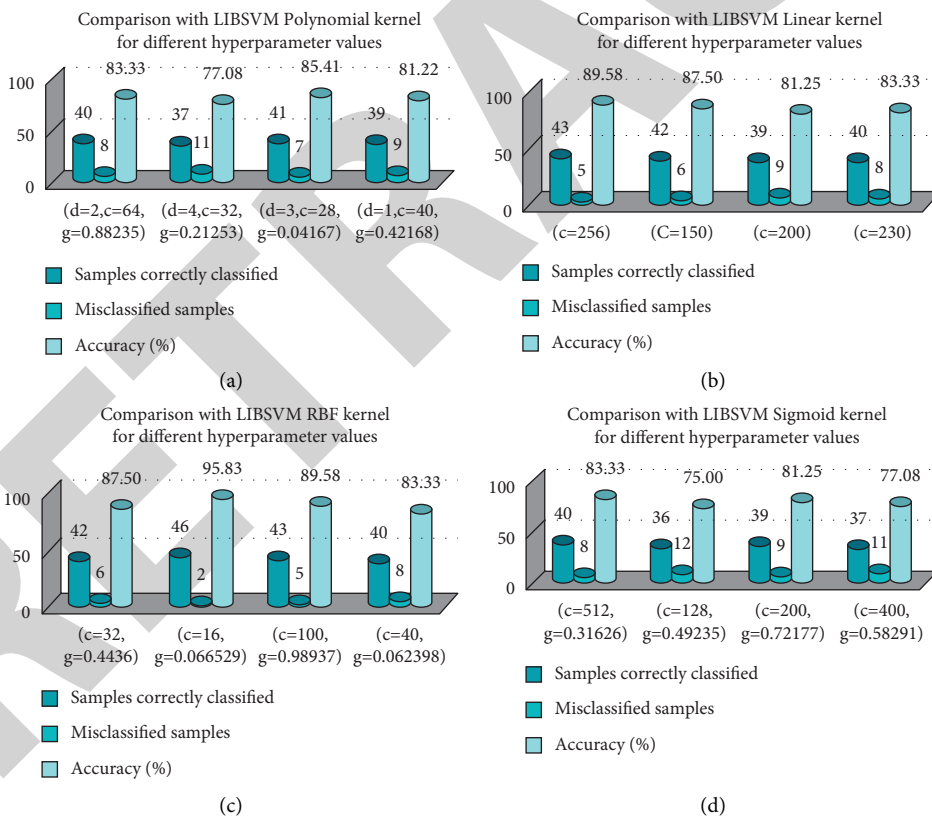 Comparison with LIBSVM Polynomial kernel
for different hyperparameter values
100
50
0
40
8
83.33
37
11
77.08
41
7
85.41
39
9
81.22
(d=2,c=64,
g=0.88235)
(d=4,c=32,
g=0.21253)
(d=3,c=28,
g=0.04167)
(d=1,c=40,
g=0.42168)
Samples correctly classified
Misclassified samples
Accuracy (%)
(a)
Comparison with LIBSVM Linear kernel
for different hyperparameter values
100
50
0
43
5
89.58
42
6
87.50
39
9
81.25
40
8
83.33
(c=256)
(C=150)
(c=200)
(c=230)
Samples correctly classified
Misclassified samples
Accuracy (%)
(b)
Comparison with LIBSVM RBF kernel
for different hyperparameter values
100
50
0
42
6
87.50
46
2
95.83
43
5
89.58
40
8
83.33
(c=32,
g=0.4436)
(c=16,
g=0.066529)
(c=100,
g=0.98937)
(c=40,
g=0.062398)
Samples correctly classified
Misclassified samples
Accuracy (%)
(c)
Comparison with LIBSVM Sigmoid kernel
for different hyperparameter values
100
50
0
40
8
83.33
36
12
75.00
39
9
81.25
37
11
77.08
(c=512,
g=0.31626)
(c=128,
g=0.49235)
(c=200,
g=0.72177)
(c=400,
g=0.58291)
Samples correctly classified
Misclassified samples
Accuracy (%)
(d)
RETRAC